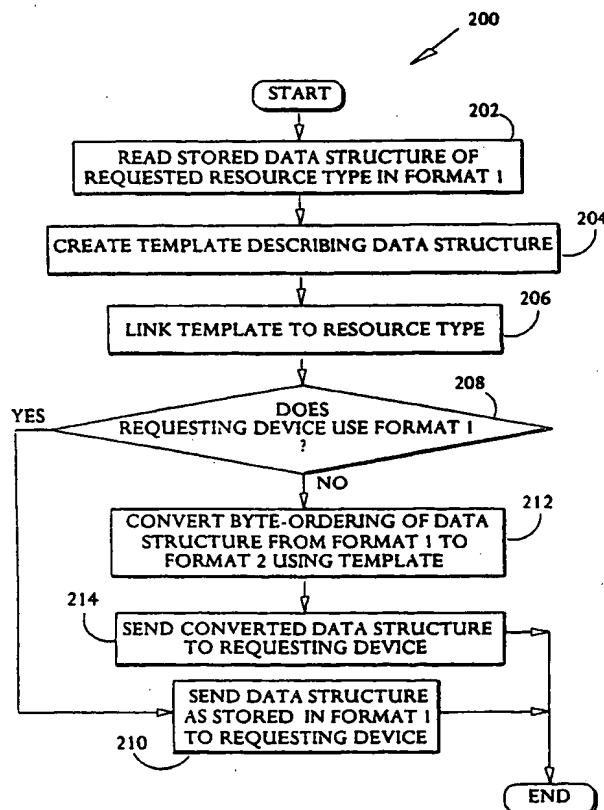 200
START
202
READ STORED DATA STRUCTURE OF
REQUESTED RESOURCE TYPE IN FORMAT 1
204
CREATE TEMPLATE DESCRIBING DATA STRUCTURE
206
LINK TEMPLATE TO RESOURCE TYPE
208
YES
DOES
REQUESTING DEVICE USE FORMAT 1
?
NO
212
CONVERT BYTE-ORDERING OF DATA
STRUCTURE FROM FORMAT 1 TO
FORMAT 2 USING TEMPLATE
214
SEND CONVERTED DATA STRUCTURE
TO REQUESTING DEVICE
SEND DATA STRUCTURE
AS STORED IN FORMAT 1
TO REQUESTING DEVICE
210
END